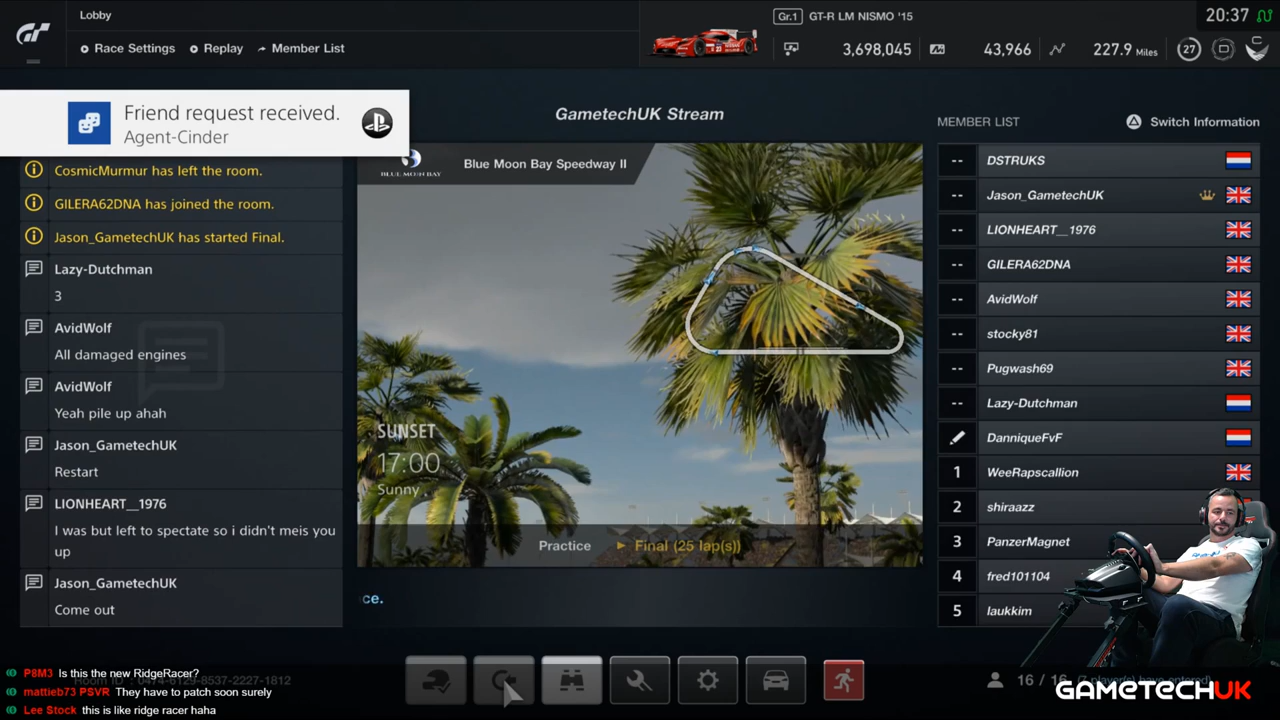 Lobby
Race Settings
Replay
Member List
Gr.1 GT-R LM NISMO '15
3,698,045
43,966
227.9 Miles
27
20:37
Friend request received.
Agent-Cinder
CosmicMurmur has left the room.
GILERA62DNA has joined the room.
Jason_GametechUK has started Final.
Lazy-Dutchman
3
AvidWolf
All damaged engines
AvidWolf
Yeah pile up ahah
Jason_GametechUK
Restart
LIONHEART__1976
I was but left to spectate so i didn't meis you
up
Jason_GametechUK
Come out
GametechUK Stream
BLUE MOON BAY
Blue Moon Bay Speedway II
SUNSET
17:00
Sunny
Practice
Final (25 lap(s))
ce.
MEMBER LIST
Switch Information
-- DSTRUKS
-- Jason_GametechUK
-- LIONHEART__1976
-- GILERA62DNA
-- AvidWolf
-- stocky81
-- Pugwash69
-- Lazy-Dutchman
DanniqueFvF
1 WeeRapscallion
2 shiraazz
3 PanzerMagnet
4 fred101104
5 laukkim
16 / 16
GAMETECHUK
P8M3 Is this the new RidgeRacer?
mattieb73 PSVR They have to patch soon surely
Lee Stock this is like ridge racer haha